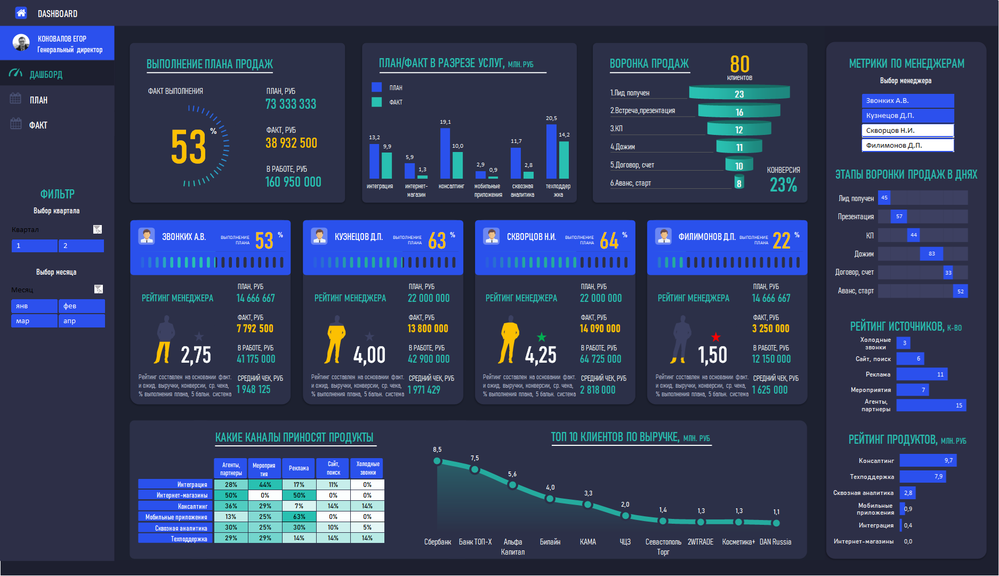 DASHBOARD
КОНОВАЛОВ ЕГОР
Генеральный директор
ДАШБОРД
ПЛАН
ФАКТ
ФИЛЬТР
Выбор квартала
Квартал
1
2
Выбор месяца
Месяц
янв
фев
мар
апр
ВЫПОЛНЕНИЕ ПЛАНА ПРОДАЖ
ФАКТ ВЫПОЛНЕНИЯ
53 %
ПЛАН, РУБ
73 333 333
ФАКТ, РУБ
38 932 500
В РАБОТЕ, РУБ
160 950 000
ПЛАН/ФАКТ В РАЗРЕЗЕ УСЛУГ, МЛН. РУБ
ПЛАН
ФАКТ
13,2
9,9
5,9
1,3
19,1
10,0
2,9
0,9
11,7
2,8
20,5
14,2
интеграция
интернет-
магазин
консалтинг
мобильные
приложения
сквозная
аналитика
техподдер
жка
ВОРОНКА ПРОДАЖ
80
клиентов
1.Лид получен
23
2.Встреча,презентация
16
3.КП
12
4.Дожим
11
5.Договор, счет
10
6.Аванс, старт
8
КОНВЕРСИЯ
23%
ЗВОНКИХ А.В.
ВЫПОЛНЕНИЕ
ПЛАНА
53 %
РЕЙТИНГ МЕНЕДЖЕРА
2,75
Рейтинг составлен на основании факт.
и ожид. выручки, конверсии, ср. чека,
% выполнения плана, 5 бальн. система
ПЛАН, РУБ
14 666 667
ФАКТ, РУБ
7 792 500
В РАБОТЕ, РУБ
41 175 000
СРЕДНИЙ ЧЕК, РУБ
1 948 125
КУЗНЕЦОВ Д.П.
ВЫПОЛНЕНИЕ
ПЛАНА
63 %
РЕЙТИНГ МЕНЕДЖЕРА
4,00
Рейтинг составлен на основании факт.
и ожид. выручки, конверсии, ср. чека,
% выполнения плана, 5 бальн. система
ПЛАН, РУБ
22 000 000
ФАКТ, РУБ
13 800 000
В РАБОТЕ, РУБ
42 900 000
СРЕДНИЙ ЧЕК, РУБ
1 971 429
СКВОРЦОВ Н.И.
ВЫПОЛНЕНИЕ
ПЛАНА
64 %
РЕЙТИНГ МЕНЕДЖЕРА
4,25
Рейтинг составлен на основании факт.
и ожид. выручки, конверсии, ср. чека,
% выполнения плана, 5 бальн. система
ПЛАН, РУБ
22 000 000
ФАКТ, РУБ
14 090 000
В РАБОТЕ, РУБ
64 725 000
СРЕДНИЙ ЧЕК, РУБ
2 818 000
ФИЛИМОНОВ Д.П.
ВЫПОЛНЕНИЕ
ПЛАНА
22 %
РЕЙТИНГ МЕНЕДЖЕРА
1,50
Рейтинг составлен на основании факт.
и ожид. выручки, конверсии, ср. чека,
% выполнения плана, 5 бальн. система
ПЛАН, РУБ
14 666 667
ФАКТ, РУБ
3 250 000
В РАБОТЕ, РУБ
12 150 000
СРЕДНИЙ ЧЕК, РУБ
1 625 000
КАКИЕ КАНАЛЫ ПРИНОСЯТ ПРОДУКТЫ
Агенты,
партнеры
Мероприя
тия
Реклама
Сайт,
поиск
Холодные
звонки
Интеграция 28% 44% 17% 11% 0%
Интернет-магазины 50% 0% 50% 0% 0%
Консалтинг 36% 29% 7% 14% 14%
Мобильные приложения 13% 25% 63% 0% 0%
Сквозная аналитика 30% 25% 30% 10% 5%
Техподдержка 29% 29% 14% 14% 14%
ТОП 10 КЛИЕНТОВ ПО ВЫРУЧКЕ, МЛН. РУБ
8,5
7,5
5,6
4,0
3,3
2,0
1,4
1,3
1,3
1,1
Сбербанк
Банк ТОП-Х
Альфа
Капитал
Билайн
КАМА
ЧЦЗ
Севастополь
Торг
2WTRADE
Косметика+
DAN Russia
МЕТРИКИ ПО МЕНЕДЖЕРАМ
Выбор менеджера
Звонких А.В.
Кузнецов Д.П.
Скворцов Н.И.
Филимонов Д.П.
ЭТАПЫ ВОРОНКИ ПРОДАЖ В ДНЯХ
Лид получен 45
Презентация 57
КП 44
Дожим 83
Договор, счет 33
Аванс, старт 52
РЕЙТИНГ ИСТОЧНИКОВ, К-ВО
Холодные
звонки
3
Сайт, поиск 6
Реклама 11
Мероприятия 7
Агенты,
партнеры
15
РЕЙТИНГ ПРОДУКТОВ, МЛН. РУБ
Консалтинг 9,7
Техподдержка 7,9
Сквозная аналитика 2,8
Мобильные
приложения
0,9
Интеграция 0,4
Интернет-магазины 0,0